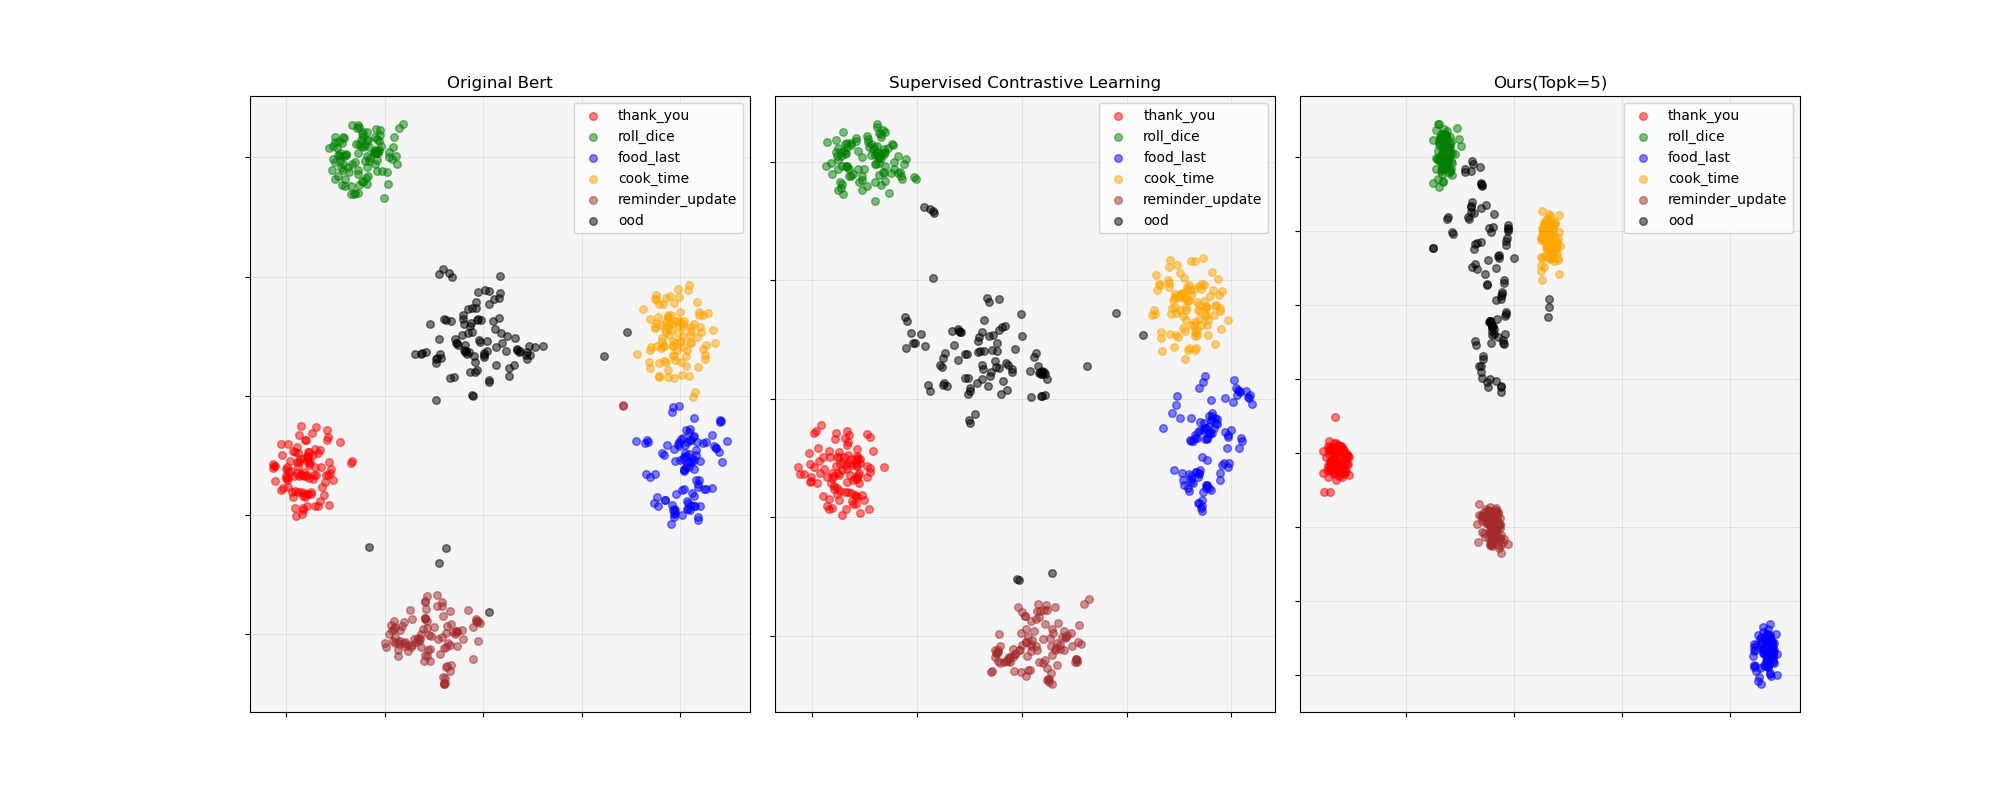 Original Bert
thank_you
roll_dice
food_last
cook_time
reminder_update
ood
Supervised Contrastive Learning
thank_you
roll_dice
food_last
cook_time
reminder_update
ood
Ours(Topk=5)
thank_you
roll_dice
food_last
cook_time
reminder_update
ood